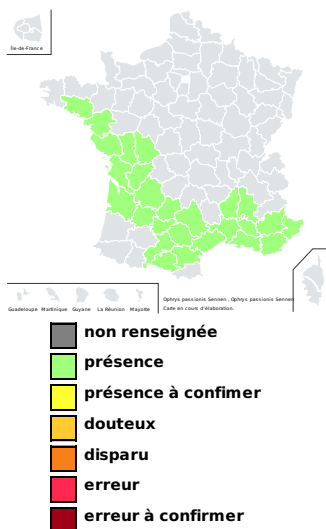 Île-de-France
Guadeloupe Martinique Guyane La Réunion Mayotte
Ophrys passionis Sennen , Ophrys passionis Sennen
Carte en cours d'élaboration.
non renseignée
présence
présence à confimer
douteux
disparu
erreur
erreur à confirmer